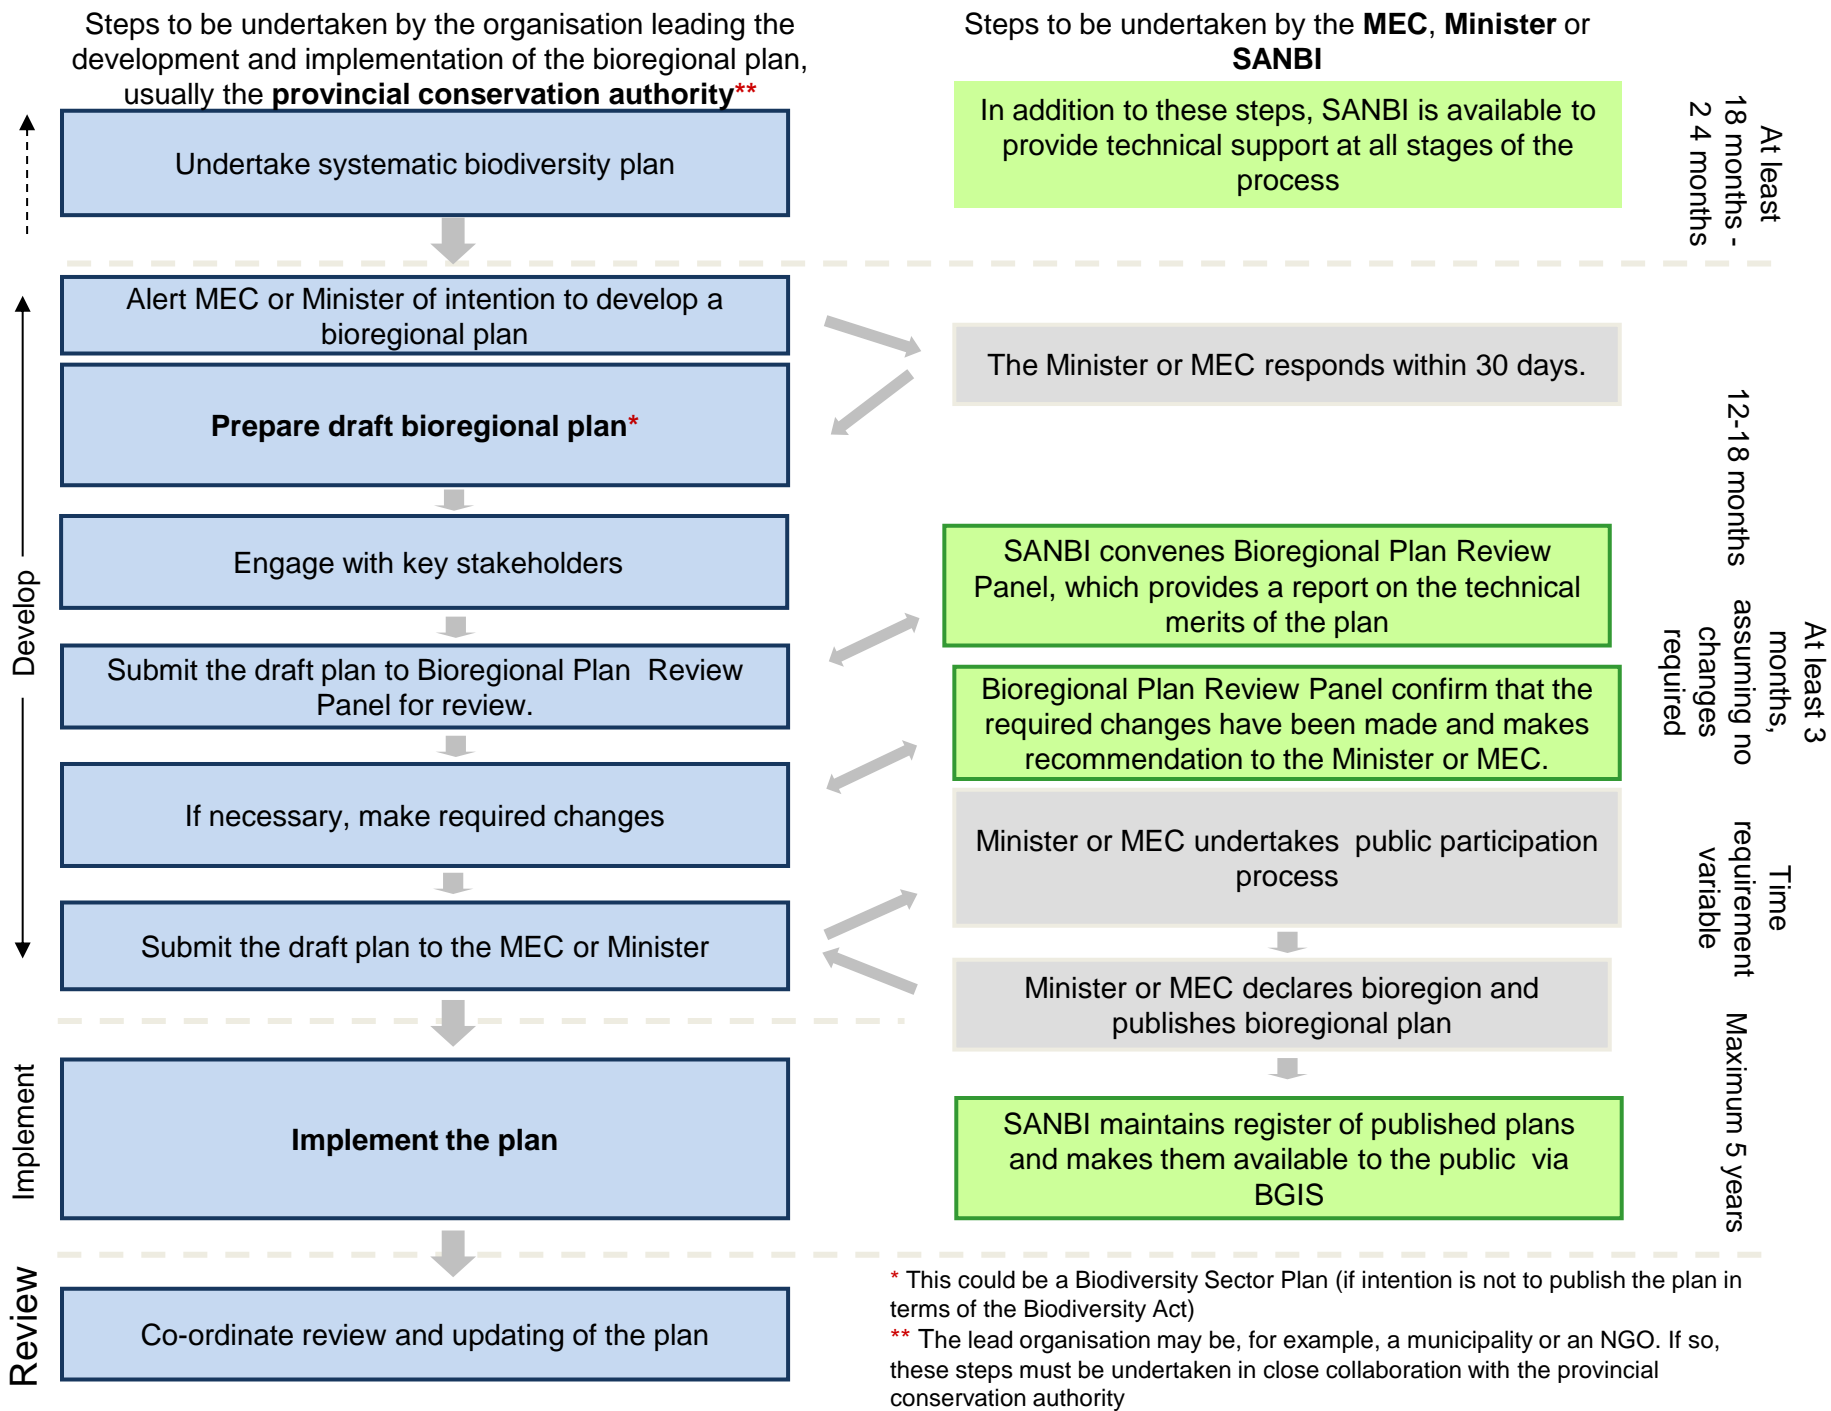 Steps to be undertaken by the organisation leading the
development and implementation of the bioregional plan,
usually the provincial conservation authority**
Steps to be undertaken by the MEC, Minister or
SANBI
Undertake systematic biodiversity plan
In addition to these steps, SANBI is available to
provide technical support at all stages of the
process
At least
18 months -
2 4 months
Develop
Alert MEC or Minister of intention to develop a
bioregional plan
The Minister or MEC responds within 30 days.
Prepare draft bioregional plan*
12-18 months
Engage with key stakeholders
SANBI convenes Bioregional Plan Review
Panel, which provides a report on the technical
merits of the plan
Submit the draft plan to Bioregional Plan  Review
Panel for review.
At least 3
months,
assuming no
changes
required
Bioregional Plan Review Panel confirm that the
required changes have been made and makes
recommendation to the Minister or MEC.
If necessary, make required changes
Minister or MEC undertakes  public participation
process
Time
requirement
variable
Submit the draft plan to the MEC or Minister
Minister or MEC declares bioregion and
publishes bioregional plan
Implement
Implement the plan
SANBI maintains register of published plans
and makes them available to the public  via
BGIS
Maximum 5 years
Review
Co-ordinate review and updating of the plan
* This could be a Biodiversity Sector Plan (if intention is not to publish the plan in
terms of the Biodiversity Act)
** The lead organisation may be, for example, a municipality or an NGO. If so,
these steps must be undertaken in close collaboration with the provincial
conservation authority